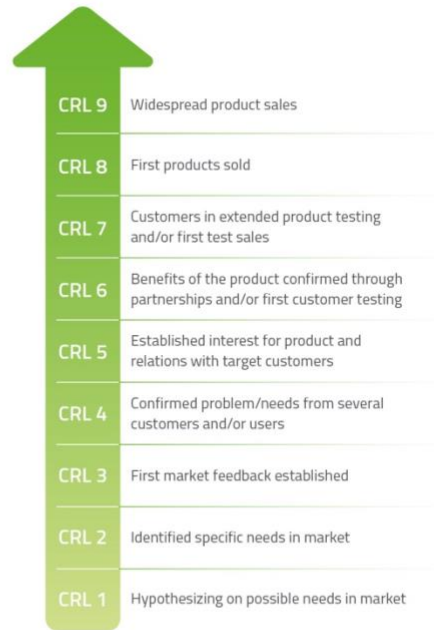 CRL 9 Widespread product sales
CRL 8 First products sold
CRL 7 Customers in extended product testing
and/or first test sales
CRL 6 Benefits of the product confirmed through
partnerships and/or first customer testing
CRL 5 Established interest for product and
relations with target customers
CRL 4 Confirmed problem/needs from several
customers and/or users
CRL 3 First market feedback established
CRL 2 Identified specific needs in market
CRL 1 Hypothesizing on possible needs in market